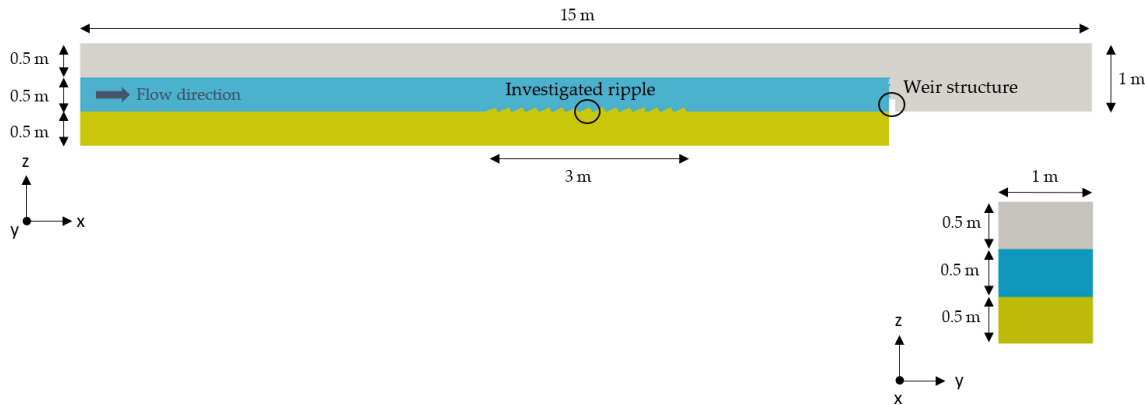 15 m
0.5 m
0.5 m
0.5 m
1 m
Flow direction
Investigated ripple
Weir structure
3 m
z
y
x
1 m
0.5 m
0.5 m
0.5 m
z
x
y